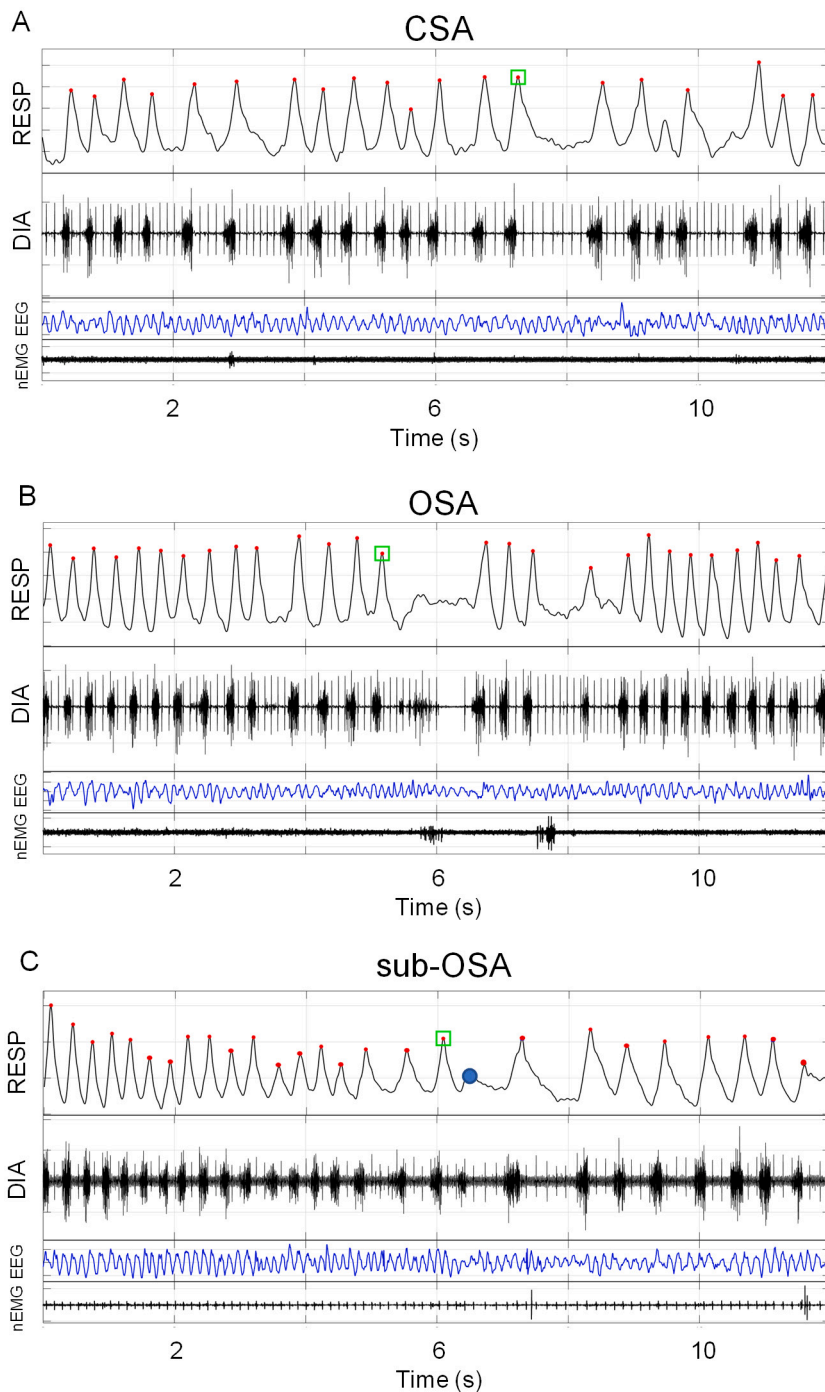 A
CSA
RESP
DIA
EEG
nEMG
2 6 10
Time (s)
B
OSA
RESP
DIA
EEG
nEMG
2 6 10
Time (s)
C
sub-OSA
RESP
DIA
EEG
nEMG
2 6 10
Time (s)